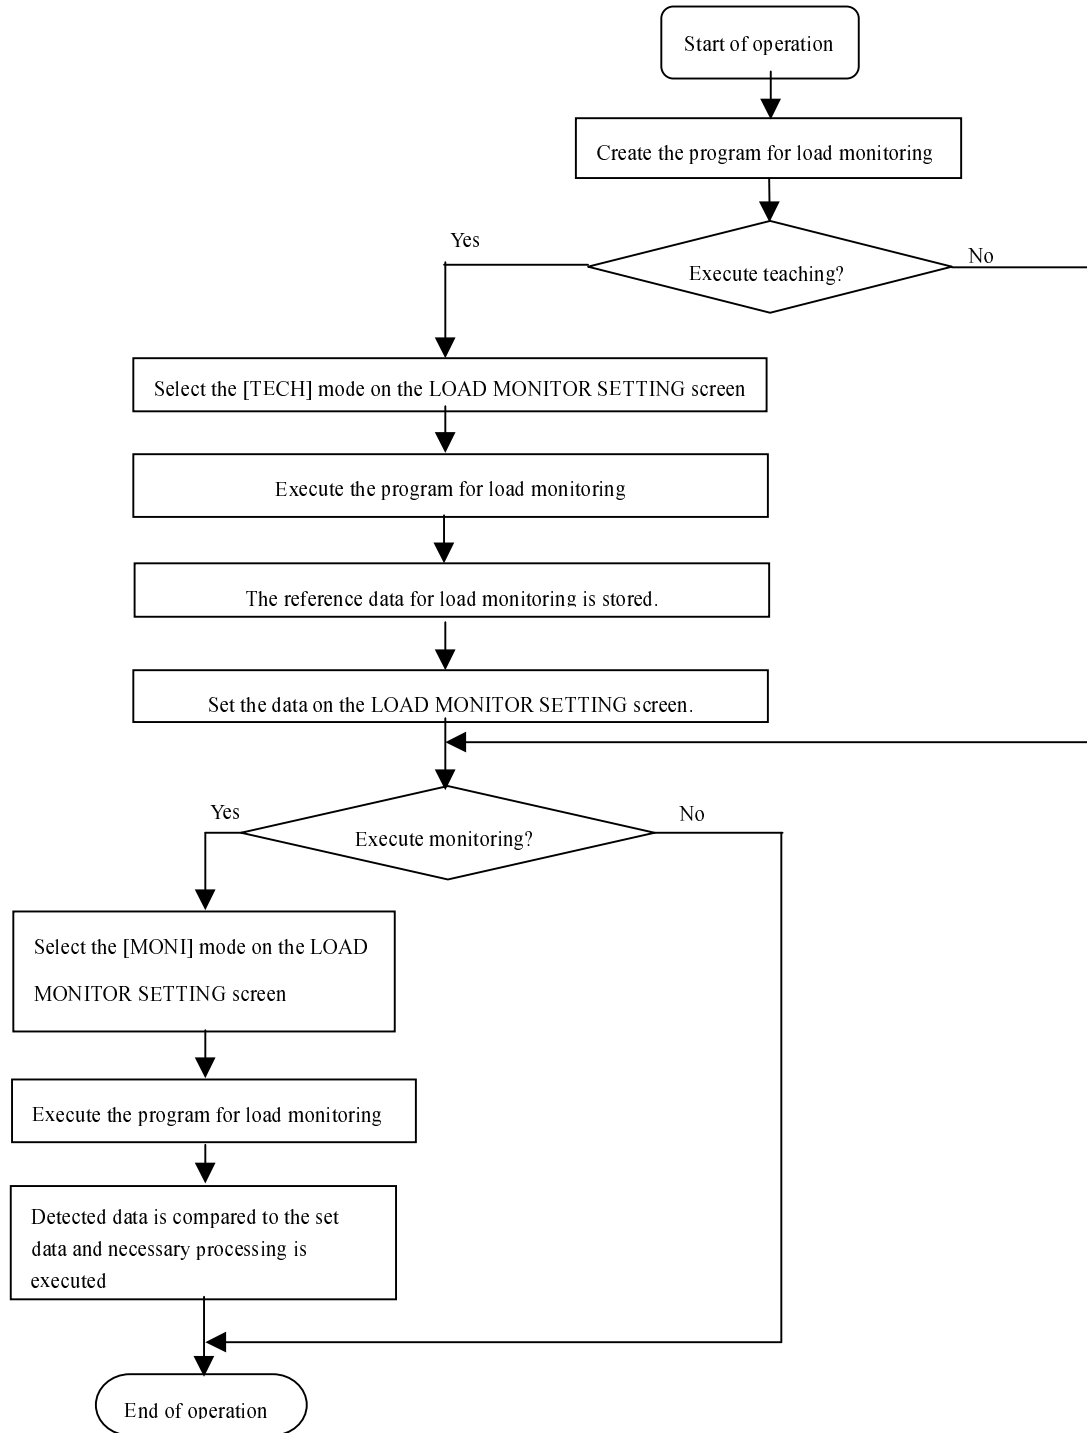 Start of operation
Create the program for load monitoring
Yes
No
Execute teaching?
Select the [TECH] mode on the LOAD MONITOR SETTING screen
Execute the program for load monitoring
The reference data for load monitoring is stored.
Set the data on the LOAD MONITOR SETTING screen.
Yes
No
Execute monitoring?
Select the [MONI] mode on the LOAD
MONITOR SETTING screen
Execute the program for load monitoring
Detected data is compared to the set
data and necessary processing is
executed
End of operation